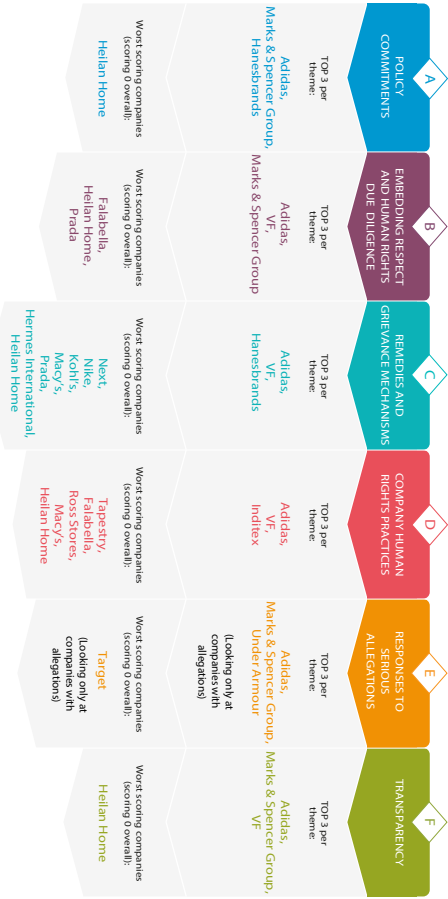 A
POLICY
COMMITMENTS
TOP 3 per
theme:
Adidas,
Marks & Spencer Group,
Hanesbrands
Worst scoring companies
(scoring 0 overall):
Heilan Home
B
EMBEDDING RESPECT
AND HUMAN RIGHTS
DUE DILIGENCE
TOP 3 per
theme:
Adidas,
VF,
Marks & Spencer Group
Worst scoring companies
(scoring 0 overall):
Falabella,
Heilan Home,
Prada
C
REMEDIES AND
GRIEVANCE MECHANISMS
TOP 3 per
theme:
Adidas,
VF,
Hanesbrands
Worst scoring companies
(scoring 0 overall):
Next,
Nike,
Kohl's,
Macy's,
Prada,
Hermes International,
Heilan Home
D
COMPANY HUMAN
RIGHTS PRACTICES
TOP 3 per
theme:
Adidas,
VF,
Inditex
Worst scoring companies
(scoring 0 overall):
Tapestry,
Falabella,
Ross Stores,
Macy's,
Heilan Home
E
RESPONSES TO
SERIOUS
ALLEGATIONS
TOP 3 per
theme:
Adidas,
Marks & Spencer Group,
Under Armour
(Looking only at
companies with
allegations)
Worst scoring companies
(scoring 0 overall):
Target
(Looking only at
companies with
allegations)
F
TRANSPARENCY
TOP 3 per
theme:
Adidas,
Marks & Spencer Group,
VF
Worst scoring companies
(scoring 0 overall):
Heilan Home